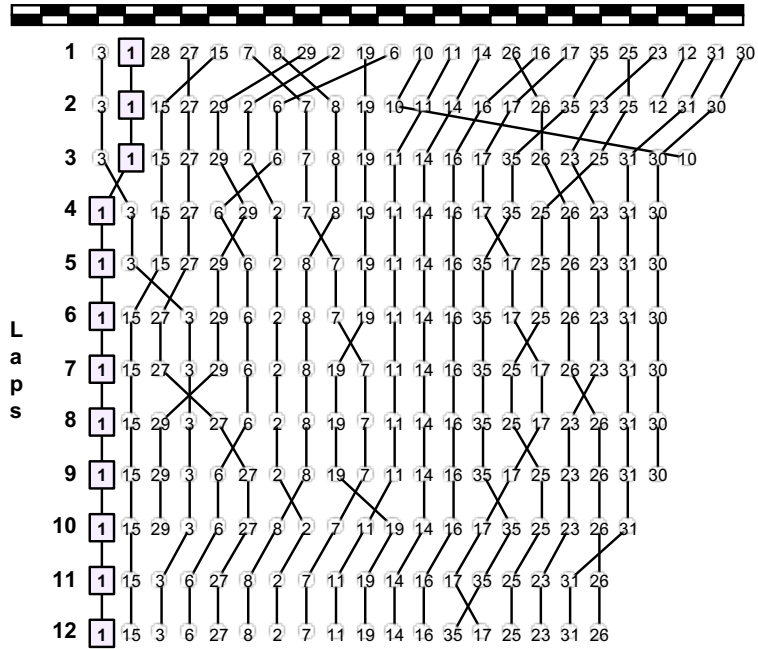 1 3 1 28 27 15 7 8 29 2 19 6 10 11 14 26 16 17 35 25 23 12 31 30
2 3 1 15 27 29 2 6 7 8 19 10 11 14 16 17 26 35 23 25 12 31 30
3 3 1 15 27 29 2 6 7 8 19 11 14 16 17 35 26 23 25 31 30 10
4 1 3 15 27 6 29 2 7 8 19 11 14 16 17 35 25 26 23 31 30
5 1 3 15 27 29 6 2 8 7 19 11 14 16 35 17 25 26 23 31 30
Laps
6 1 15 27 3 29 6 2 8 7 19 11 14 16 35 17 25 26 23 31 30
7 1 15 27 3 29 6 2 8 19 7 11 14 16 35 25 17 26 23 31 30
8 1 15 29 3 27 6 2 8 19 7 11 14 16 35 25 17 23 26 31 30
9 1 15 29 3 6 27 2 8 19 7 11 14 16 35 17 25 23 26 31 30
10 1 15 29 3 6 27 8 2 7 11 19 14 16 17 35 25 23 26 31
11 1 15 3 6 27 8 2 7 11 19 14 16 17 35 25 23 31 26
12 1 15 3 6 27 8 2 7 11 19 14 16 35 17 25 23 31 26